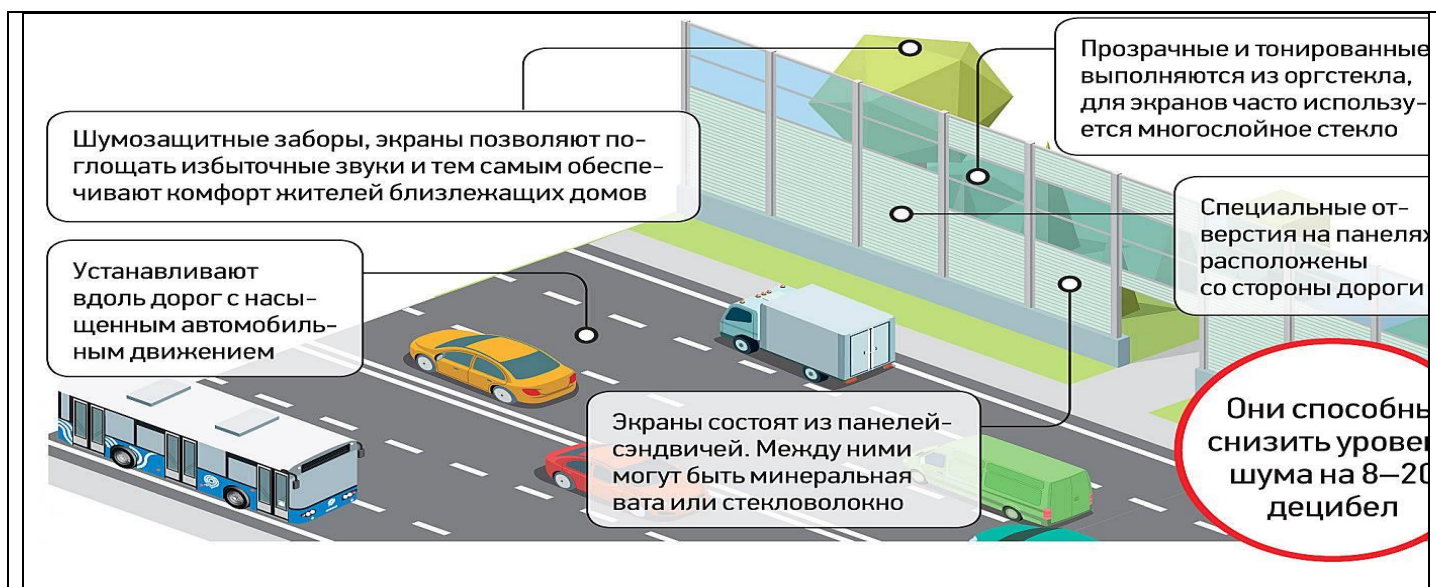 Шумозащитные заборы, экраны позволяют по-
глощать избыточные звуки и тем самым обеспе-
чивают комфорт жителей близлежащих домов
Прозрачные и тонированные
выполняются из оргстекла,
для экранов часто использу-
ется многослойное стекло
Устанавливают
вдоль дорог с насы-
щенным автомобиль-
ным движением
Специальные от-
верстия на панелях
расположены
со стороны дороги
Экраны состоят из панелей-
сэндвичей. Между ними
могут быть минеральная
вата или стекловолокно
Они способны
снизить уровен
шума на 8–20
децибел